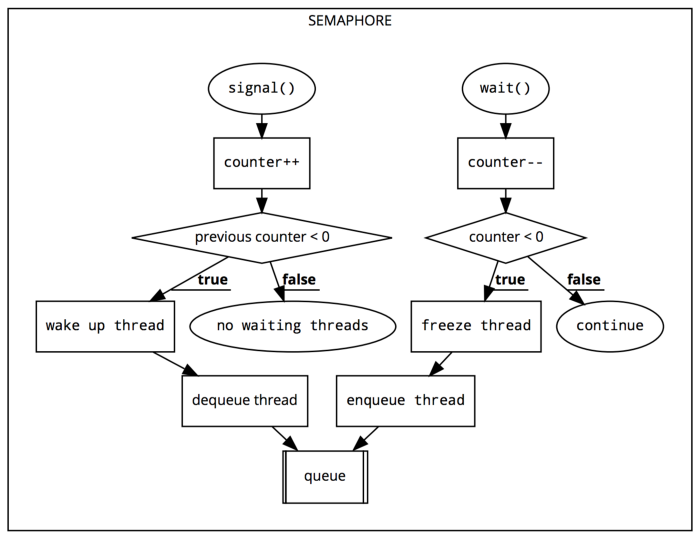 SEMAPHORE
signal()
wait()
counter++
counter--
previous counter < 0
counter < 0
true
false
true
false
wake up thread
no waiting threads
freeze thread
continue
dequeue thread
enqueue thread
queue